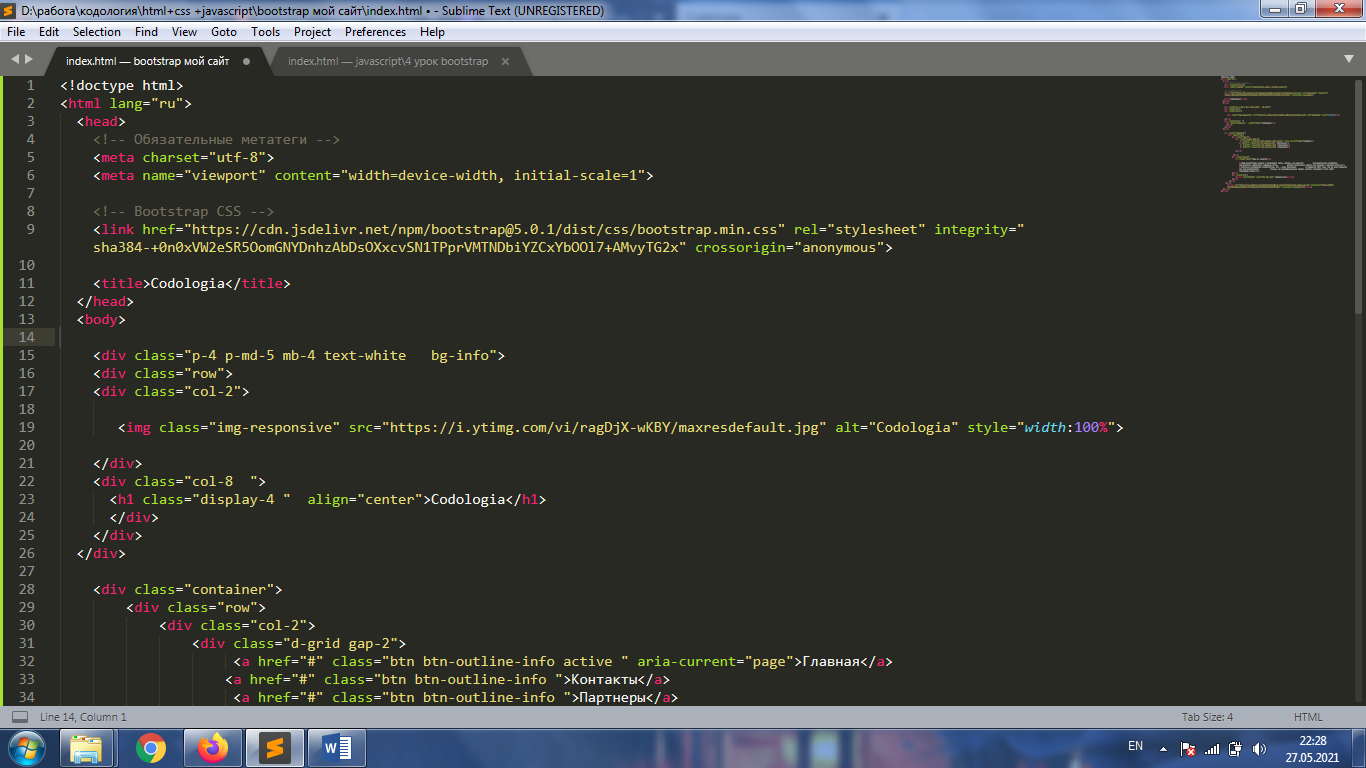 D:\работа\кодология\html+css +javascript\bootstrap мой сайт\index.html • - Sublime Text (UNREGISTERED)
File Edit Selection Find View Goto Tools Project Preferences Help
index.html — bootstrap мой сайт index.html — javascript\4 урок bootstrap
1 <!doctype html>
2 <html lang="ru">
3 <head>
4 <!-- Обязательные метатеги -->
5 <meta charset="utf-8">
6 <meta name="viewport" content="width=device-width, initial-scale=1">
7
8 <!-- Bootstrap CSS -->
9 <link href="https://cdn.jsdelivr.net/npm/bootstrap@5.0.1/dist/css/bootstrap.min.css" rel="stylesheet" integrity="
sha384-+0n0xVW2eSR5OomGNYDnhzAbDsOXxcvSN1TPprVMTNDbiYZCxYbOOl7+AMvyTG2x" crossorigin="anonymous">
10
11 <title>Codologia</title>
12 </head>
13 <body>
14
15 <div class="p-4 p-md-5 mb-4 text-white   bg-info">
16 <div class="row">
17 <div class="col-2">
18
19 <img class="img-responsive" src="https://i.ytimg.com/vi/ragDjX-wKBY/maxresdefault.jpg" alt="Codologia" style="width:100%">
20
21 </div>
22 <div class="col-8  ">
23 <h1 class="display-4 "  align="center">Codologia</h1>
24 </div>
25 </div>
26 </div>
27
28 <div class="container">
29 <div class="row">
30 <div class="col-2">
31 <div class="d-grid gap-2">
32 <a href="#" class="btn btn-outline-info active " aria-current="page">Главная</a>
33 <a href="#" class="btn btn-outline-info ">Контакты</a>
34 <a href="#" class="btn btn-outline-info ">Партнеры</a>
Line 14, Column 1 Tab Size: 4 HTML
EN 22:28
27.05.2021